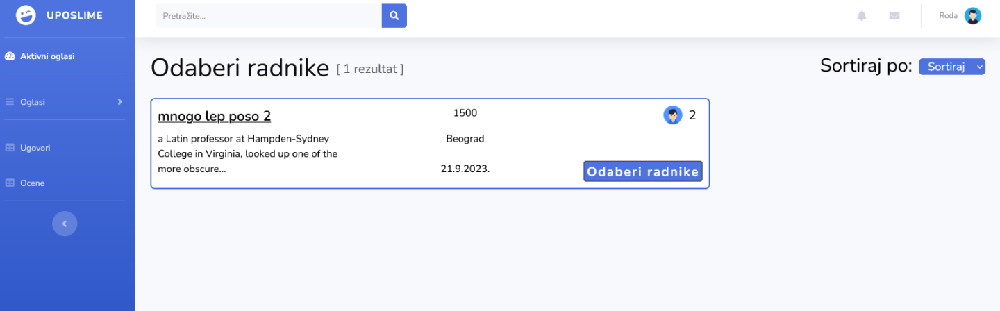 UPOSLIME
Pretražite...
Roda
Aktivni oglasi
Oglasi
Ugovori
Ocene
Odaberi radnike [ 1 rezultat ]
Sortiraj po: Sortiraj
mnogo lep poso 2
a Latin professor at Hampden-Sydney
College in Virginia, looked up one of the
more obscure...
1500
Beograd
21.9.2023.
2
Odaberi radnike